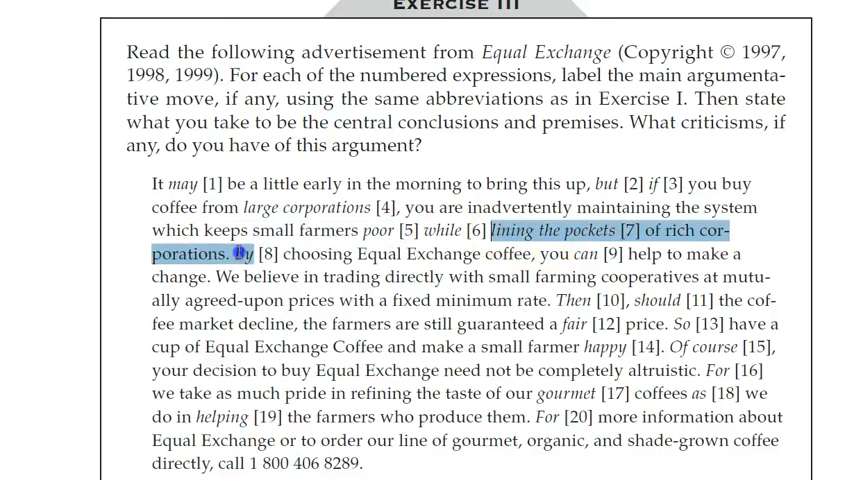 EXERCISE III
Read the following advertisement from Equal Exchange (Copyright © 1997,
1998, 1999). For each of the numbered expressions, label the main argumenta-
tive move, if any, using the same abbreviations as in Exercise I. Then state
what you take to be the central conclusions and premises. What criticisms, if
any, do you have of this argument?
It may [1] be a little early in the morning to bring this up, but [2] if [3] you buy
coffee from large corporations [4], you are inadvertently maintaining the system
which keeps small farmers poor [5] while [6] lining the pockets [7] of rich cor-
porations. By [8] choosing Equal Exchange coffee, you can [9] help to make a
change. We believe in trading directly with small farming cooperatives at mutu-
ally agreed-upon prices with a fixed minimum rate. Then [10], should [11] the cof-
fee market decline, the farmers are still guaranteed a fair [12] price. So [13] have a
cup of Equal Exchange Coffee and make a small farmer happy [14]. Of course [15],
your decision to buy Equal Exchange need not be completely altruistic. For [16]
we take as much pride in refining the taste of our gourmet [17] coffees as [18] we
do in helping [19] the farmers who produce them. For [20] more information about
Equal Exchange or to order our line of gourmet, organic, and shade-grown coffee
directly, call 1 800 406 8289.